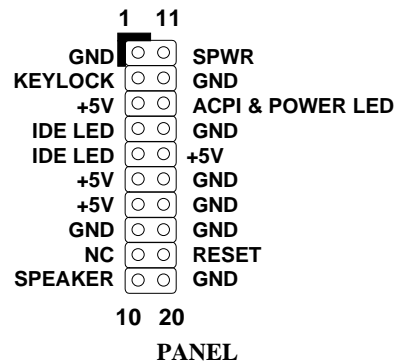 1 11
GND SPWR
KEYLOCK GND
+5V ACPI & POWER LED
IDE LED GND
IDE LED +5V
+5V GND
+5V GND
GND GND
NC RESET
SPEAKER GND
10 20
PANEL